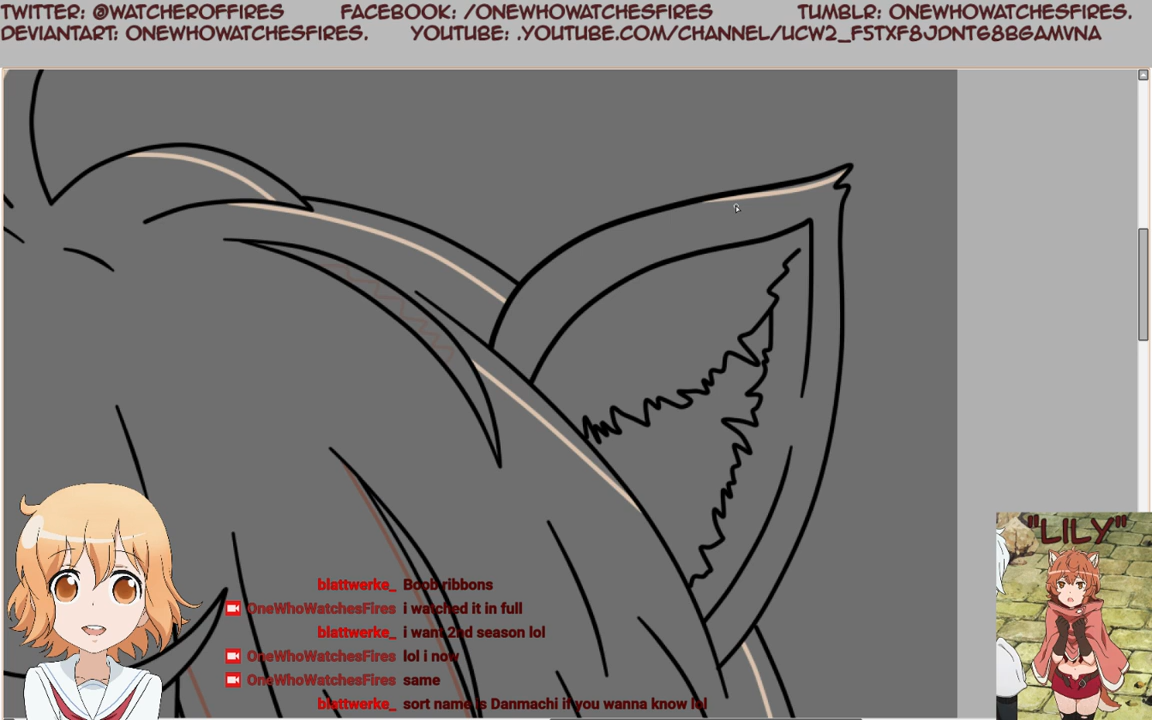 TWITTER: @WATCHEROFFIRES FACEBOOK: /ONEWHOWATCHESFIRES TUMBLR: ONEWHOWATCHESFIRES.
DEVIANTART: ONEWHOWATCHESFIRES. YOUTUBE: .YOUTUBE.COM/CHANNEL/UCW2_F5TXF8JDNTG8BGAMVNA
"LILY"
blattwerke_ Boob ribbons
OneWhoWatchesFires i watched it in full
blattwerke_ i want 2nd season lol
OneWhoWatchesFires lol i now
OneWhoWatchesFires same
blattwerke_ sort name is Danmachi if you wanna know lol